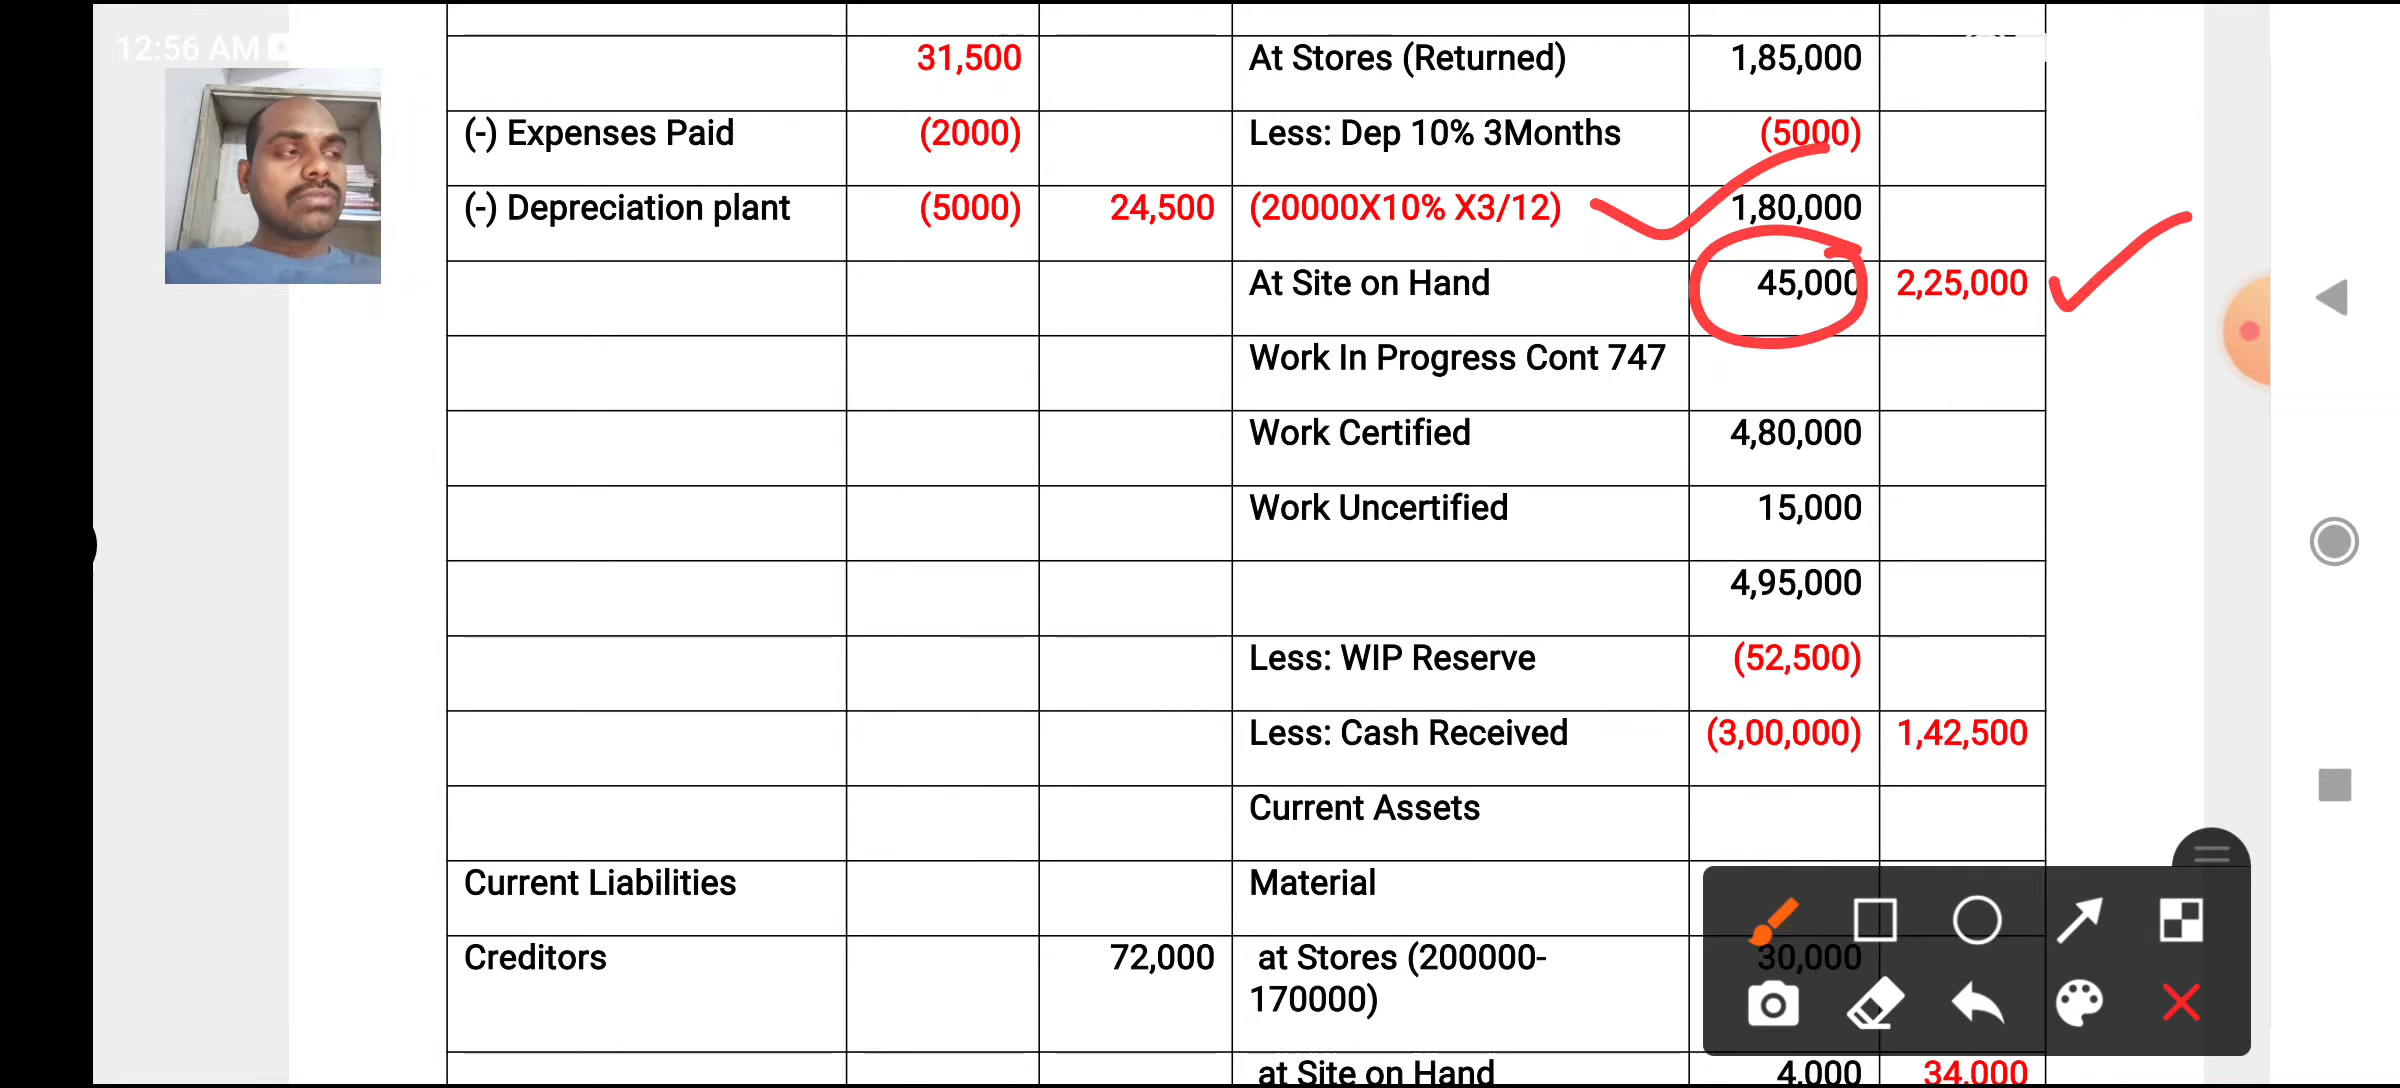 12:56 AM
31,500 At Stores (Returned) 1,85,000
(-) Expenses Paid (2000) Less: Dep 10% 3Months (5000)
(-) Depreciation plant (5000) 24,500 (20000X10% X3/12) 1,80,000
At Site on Hand 45,000 2,25,000
Work In Progress Cont 747
Work Certified 4,80,000
Work Uncertified 15,000
4,95,000
Less: WIP Reserve (52,500)
Less: Cash Received (3,00,000) 1,42,500
Current Assets
Current Liabilities Material
Creditors 72,000 at Stores (200000- 30,000
170000)
at Site on Hand 4,000 34,000